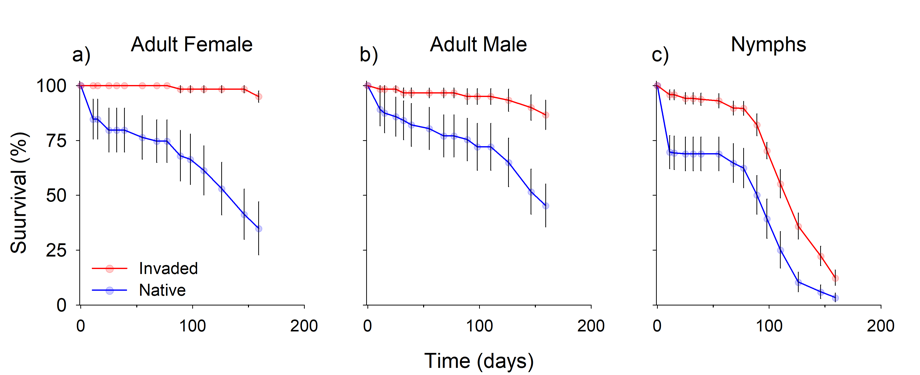 Adult Female
Adult Male
Nymphs
a)
b)
c)
Suurvival (%)
100
75
50
25
0
Invaded
Native
0
100
200
0
100
200
0
100
200
Time (days)